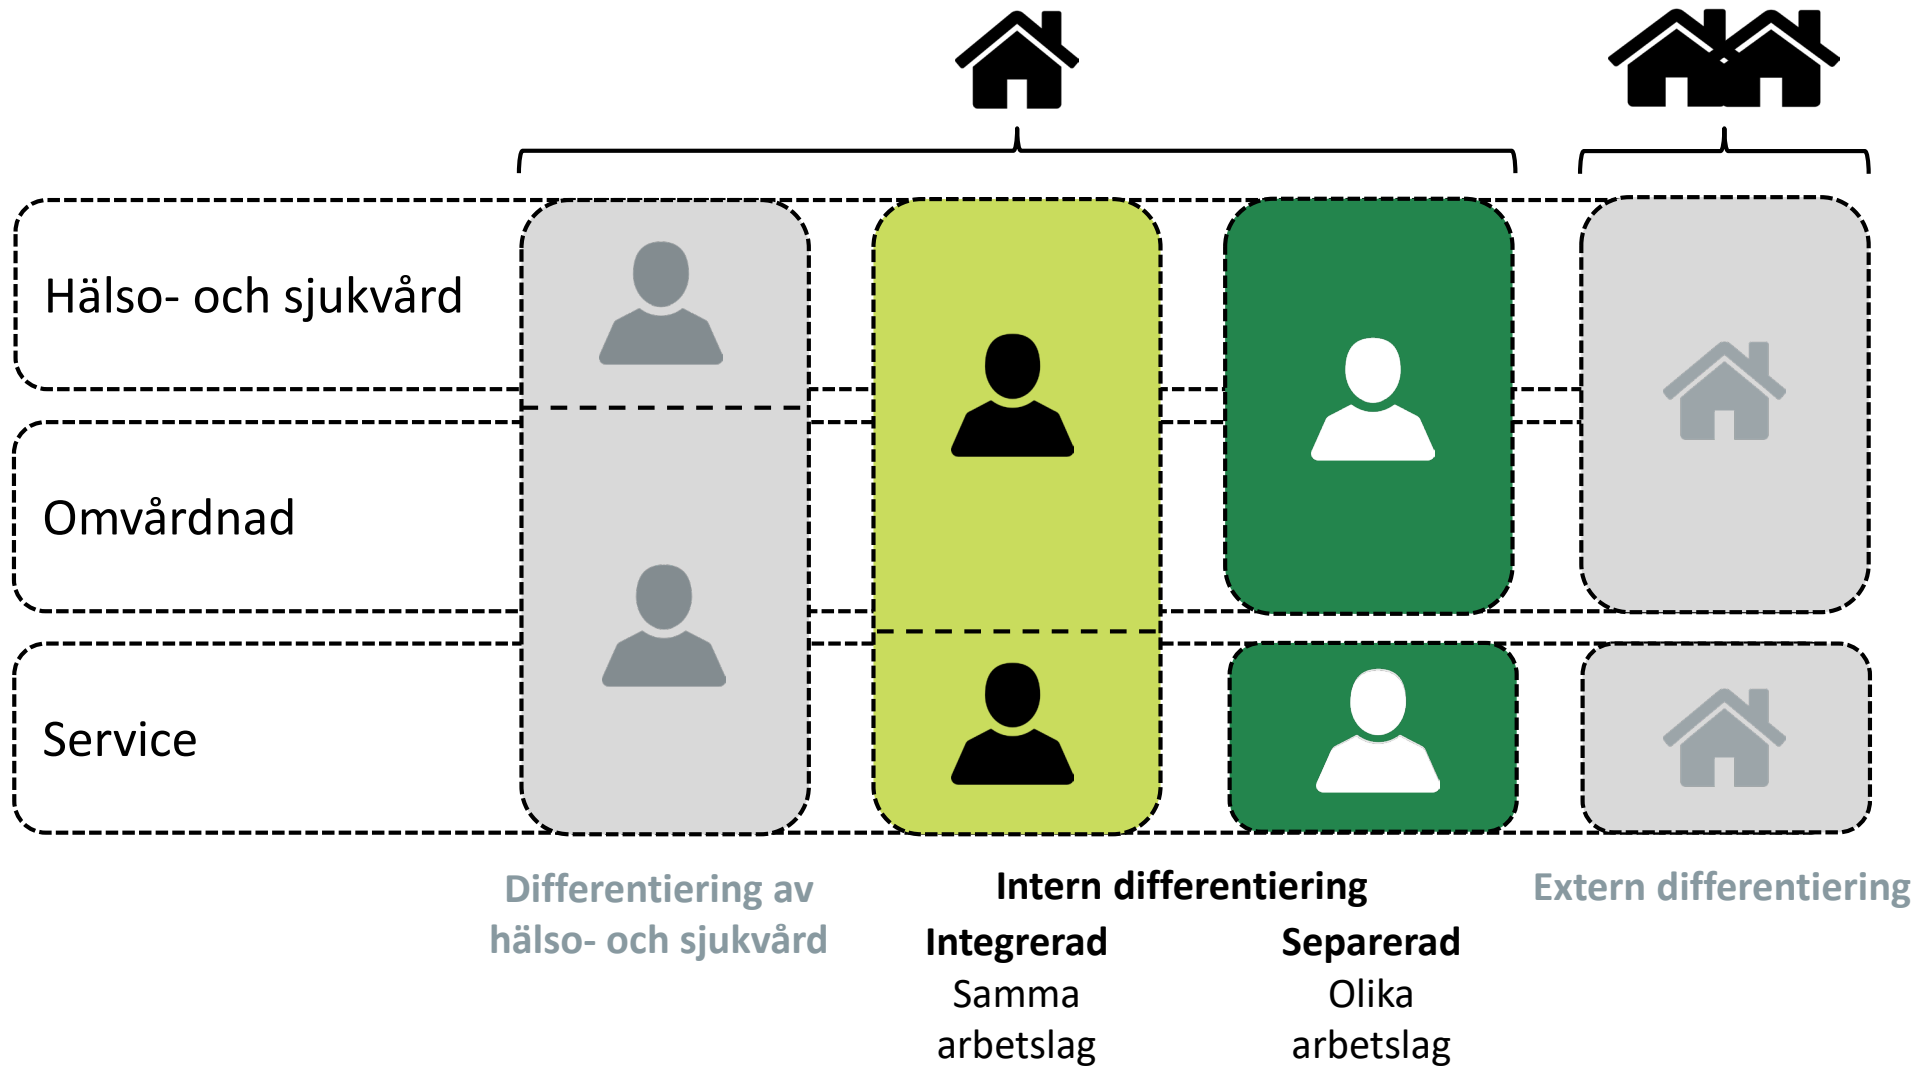 Hälso- och sjukvård
Omvårdnad
Service
Differentiering av
hälso- och sjukvård
Intern differentiering
Integrerad
Samma
arbetslag
Separerad
Olika
arbetslag
Extern differentiering